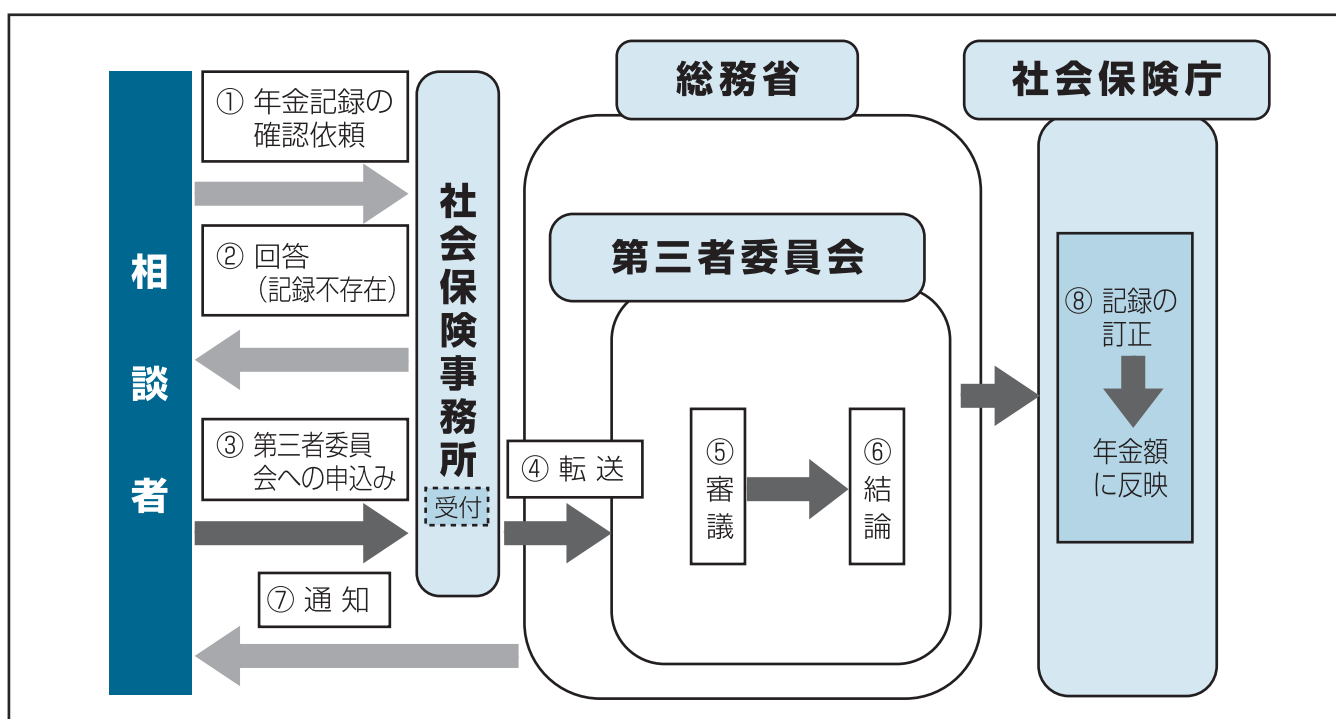 総務省
社会保険庁
相談者
① 年金記録の
確認依頼
② 回答
（記録不存在）
③ 第三者委員
会への申込み
⑦ 通知
社会保険事務所
受付
④ 転送
第三者委員会
⑤審議
⑥結論
⑧ 記録の
訂正
年金額
に反映